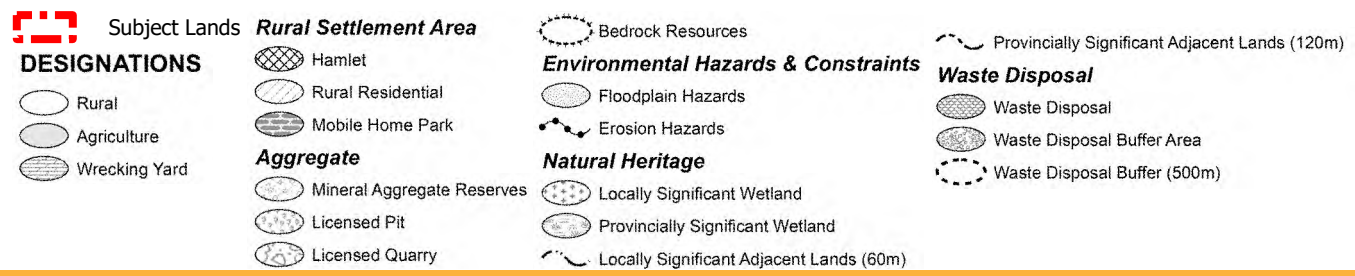 Subject Lands
DESIGNATIONS
Rural
Agriculture
Wrecking Yard
Rural Settlement Area
Hamlet
Rural Residential
Mobile Home Park
Aggregate
Mineral Aggregate Reserves
Licensed Pit
Licensed Quarry
Bedrock Resources
Environmental Hazards & Constraints
Floodplain Hazards
Erosion Hazards
Natural Heritage
Locally Significant Wetland
Provincially Significant Wetland
Locally Significant Adjacent Lands (60m)
Provincially Significant Adjacent Lands (120m)
Waste Disposal
Waste Disposal
Waste Disposal Buffer Area
Waste Disposal Buffer (500m)